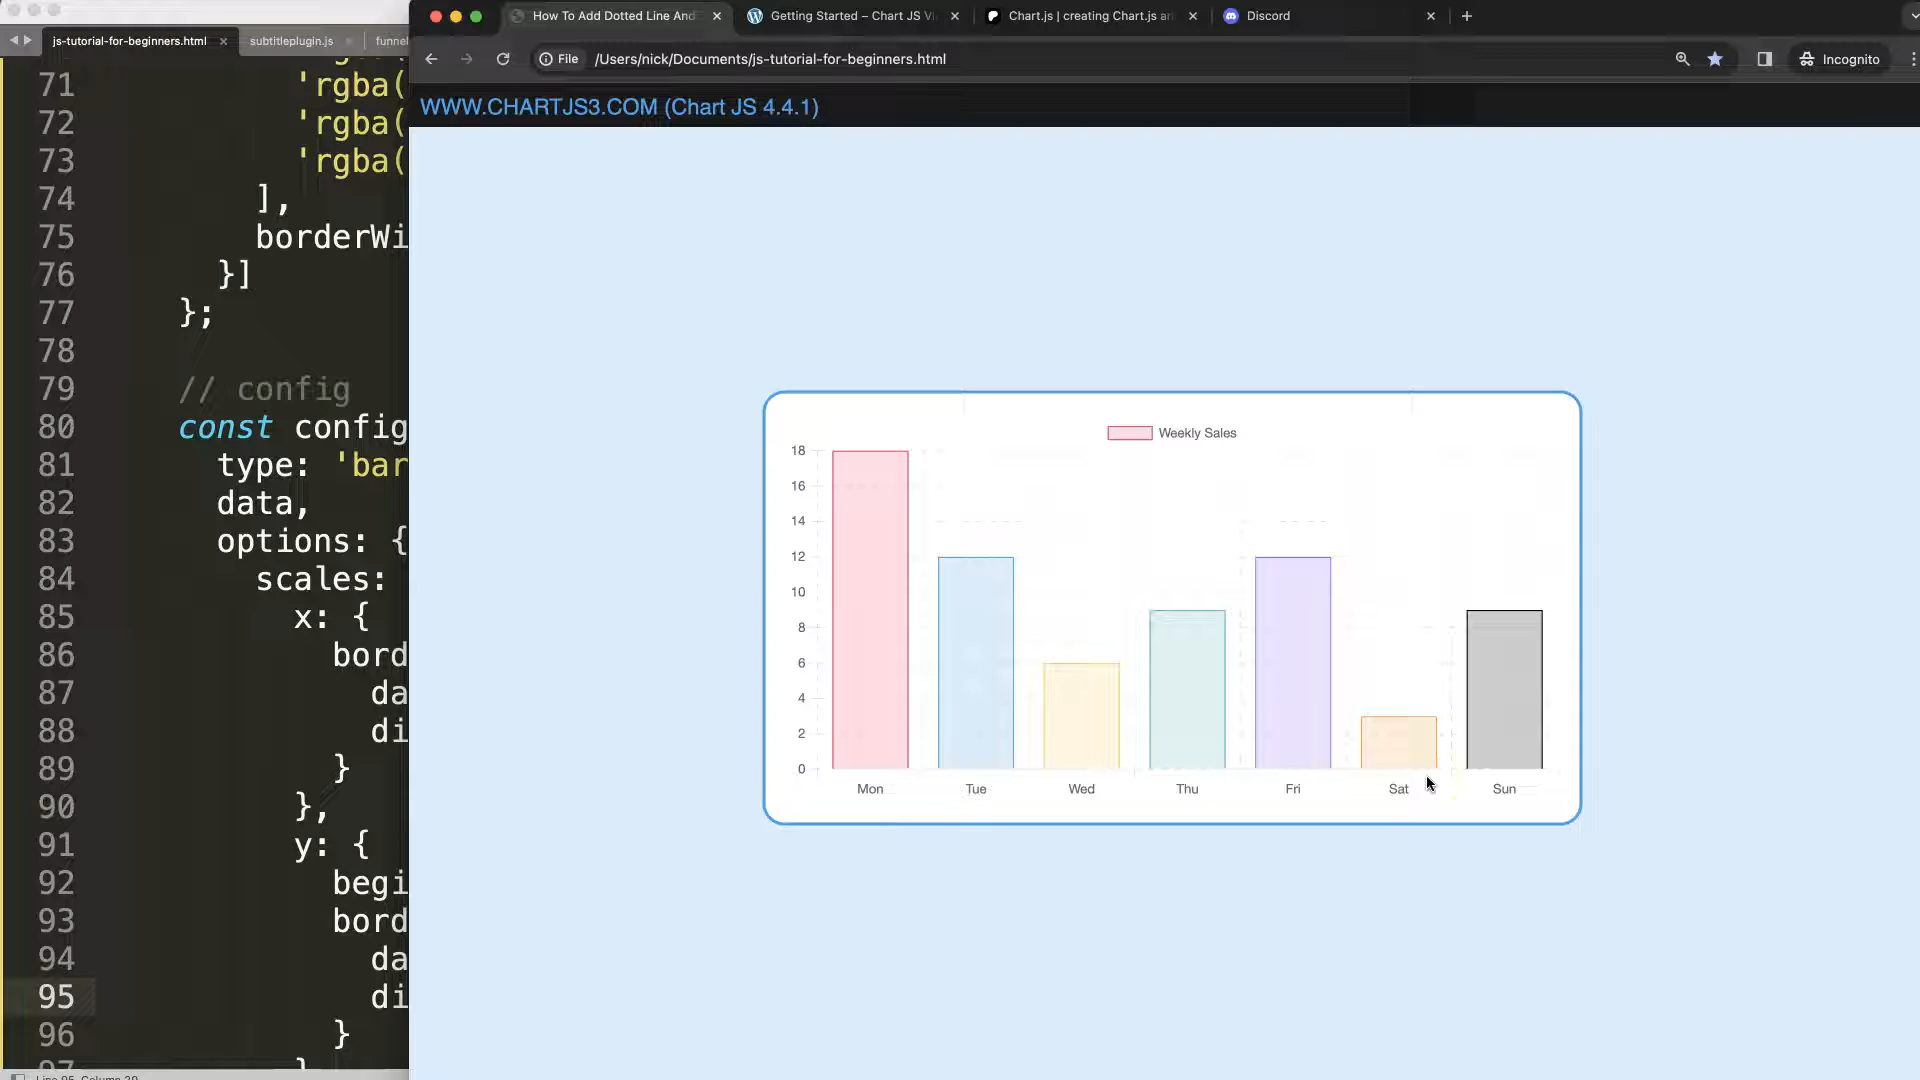 js-tutorial-for-beginners.html
subtitleplugin.js
funnel
71 'rgba(
72 'rgba(
73 'rgba(
74 ],
75 borderWi
76 }]
77 };
78
79 // config
80 const config
81 type: 'bar
82 data,
83 options: {
84 scales:
85 x: {
86 bord
87 da
88 di
89 }
90 },
91 y: {
92 begi
93 bord
94 da
95 di
96 }
How To Add Dotted Line And
Getting Started – Chart JS Vi
Chart.js | creating Chart.js an
Discord
File
/Users/nick/Documents/js-tutorial-for-beginners.html
Incognito
WWW.CHARTJS3.COM (Chart JS 4.4.1)
Weekly Sales
18
16
14
12
10
8
6
4
2
0
Mon Tue Wed Thu Fri Sat Sun